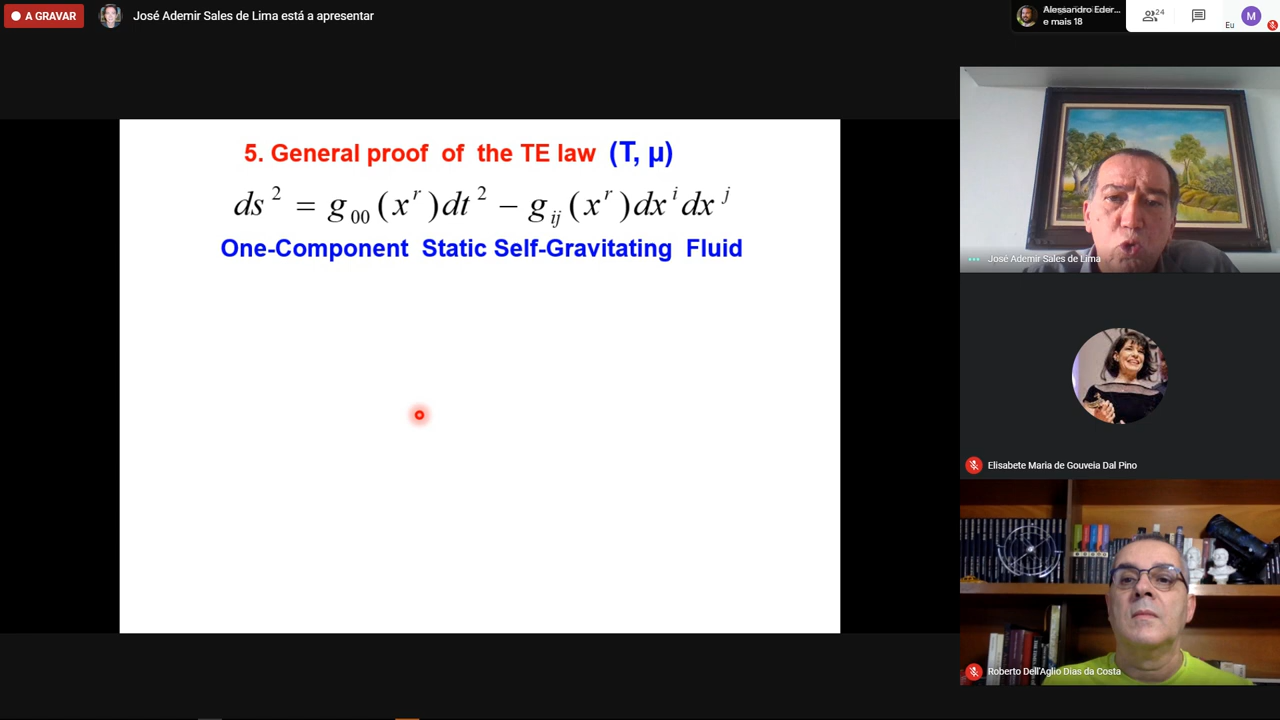 A GRAVAR
José Ademir Sales de Lima está a apresentar
Alessandro Eder...
e mais 18
24
Eu
M
5. General proof of the TE law (T, μ)
ds² = g₀₀(xʳ)dt² − gᵢⱼ(xʳ)dxⁱdxʲ
One-Component Static Self-Gravitating Fluid
José Ademir Sales de Lima
Elisabete Maria de Gouveia Dal Pino
Roberto Dell'Aglio Dias da Costa